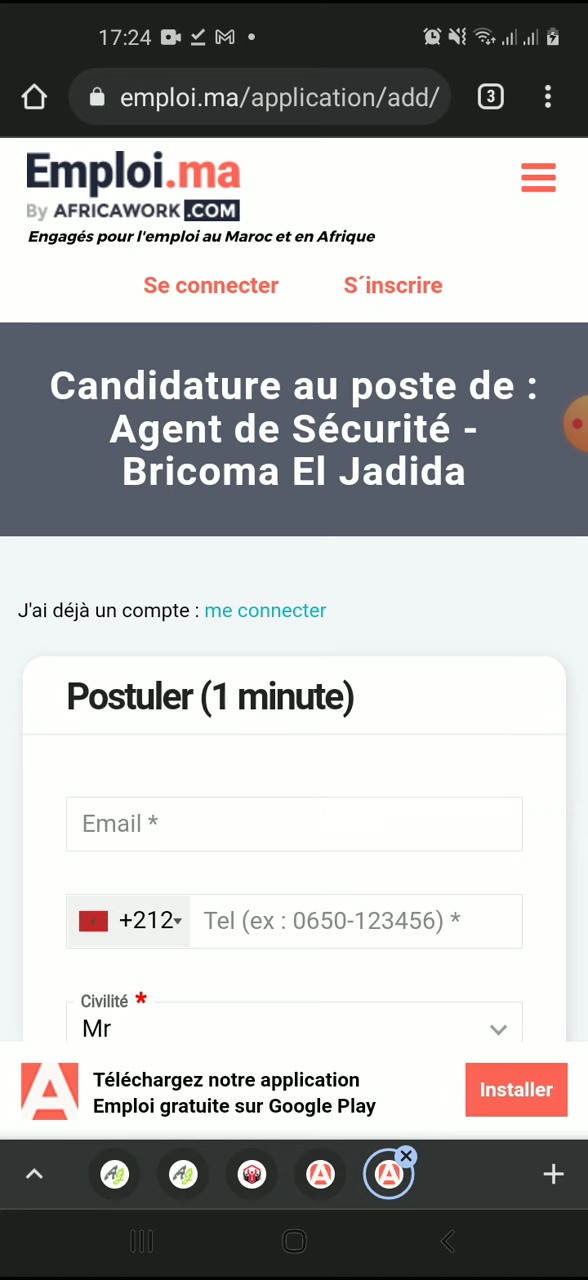 17:24
emploi.ma/application/add/
3
Emploi.ma
By AFRICAWORK.COM
Engagés pour l'emploi au Maroc et en Afrique
Se connecter S´inscrire
Candidature au poste de :
Agent de Sécurité -
Bricoma El Jadida
J'ai déjà un compte : me connecter
Postuler (1 minute)
Email *
+212 Tel (ex : 0650-123456) *
Civilité *
Mr
Téléchargez notre application
Emploi gratuite sur Google Play
Installer